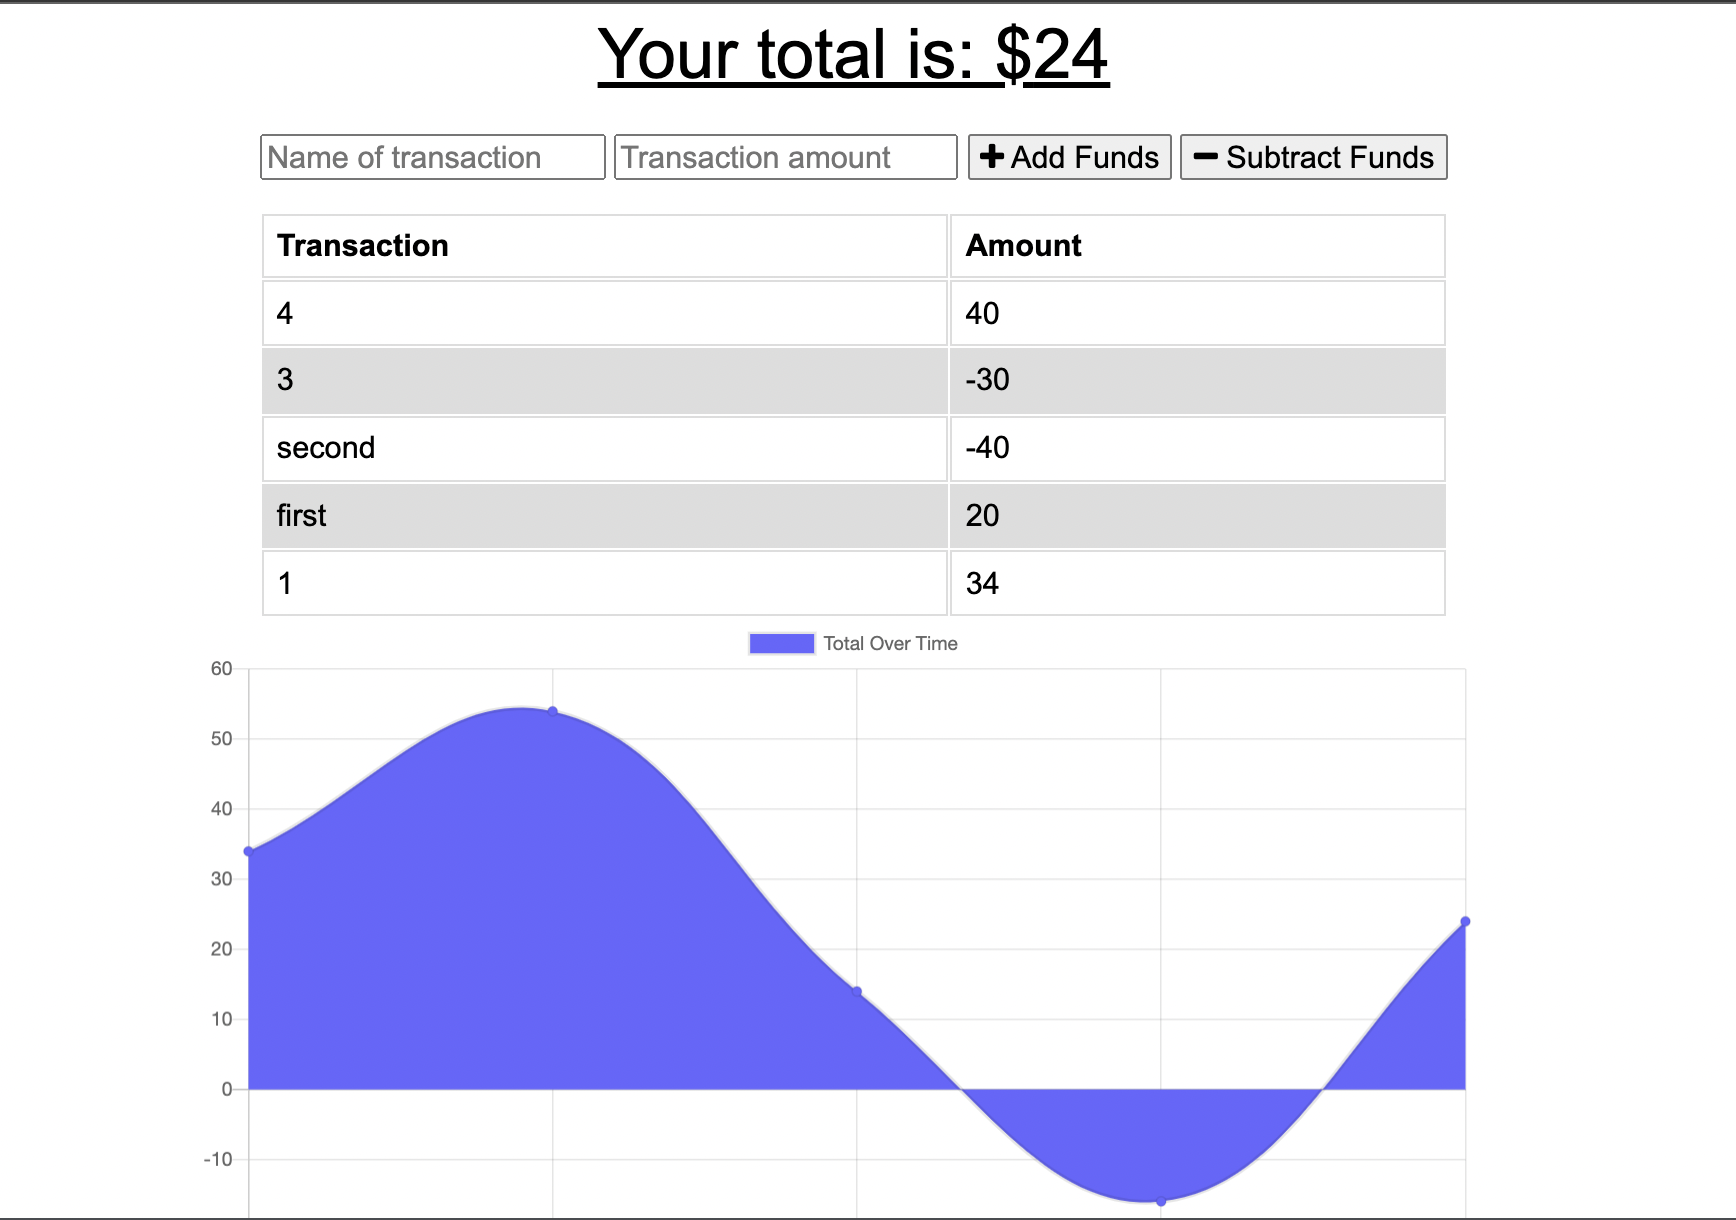 Your total is: $24
Name of transaction Transaction amount Add Funds Subtract Funds
Transaction Amount
4 40
3 -30
second -40
first 20
1 34
Total Over Time
60
50
40
30
20
10
0
-10